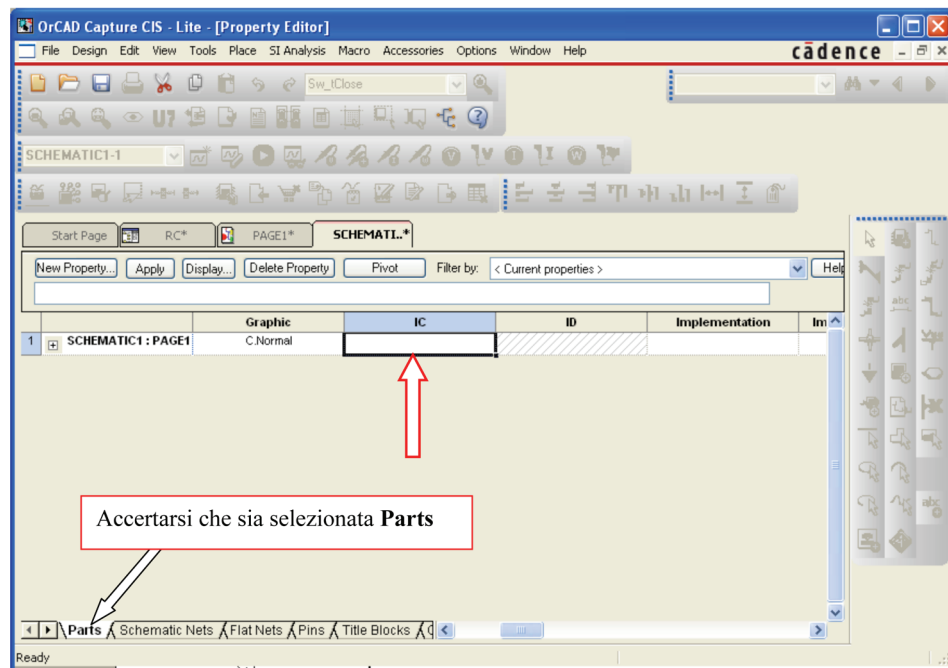 OrCAD Capture CIS - Lite - [Property Editor]
File Design Edit View Tools Place SI Analysis Macro Accessories Options Window Help
cādence
Sw_tClose
U?
SCHEMATIC1-1
Start Page RC* PAGE1* SCHEMATI..*
New Property... Apply Display... Delete Property Pivot Filter by: < Current properties > Help
Graphic IC ID Implementation Im
1 SCHEMATIC1 : PAGE1 C.Normal
Accertarsi che sia selezionata Parts
Parts Schematic Nets Flat Nets Pins Title Blocks
Ready